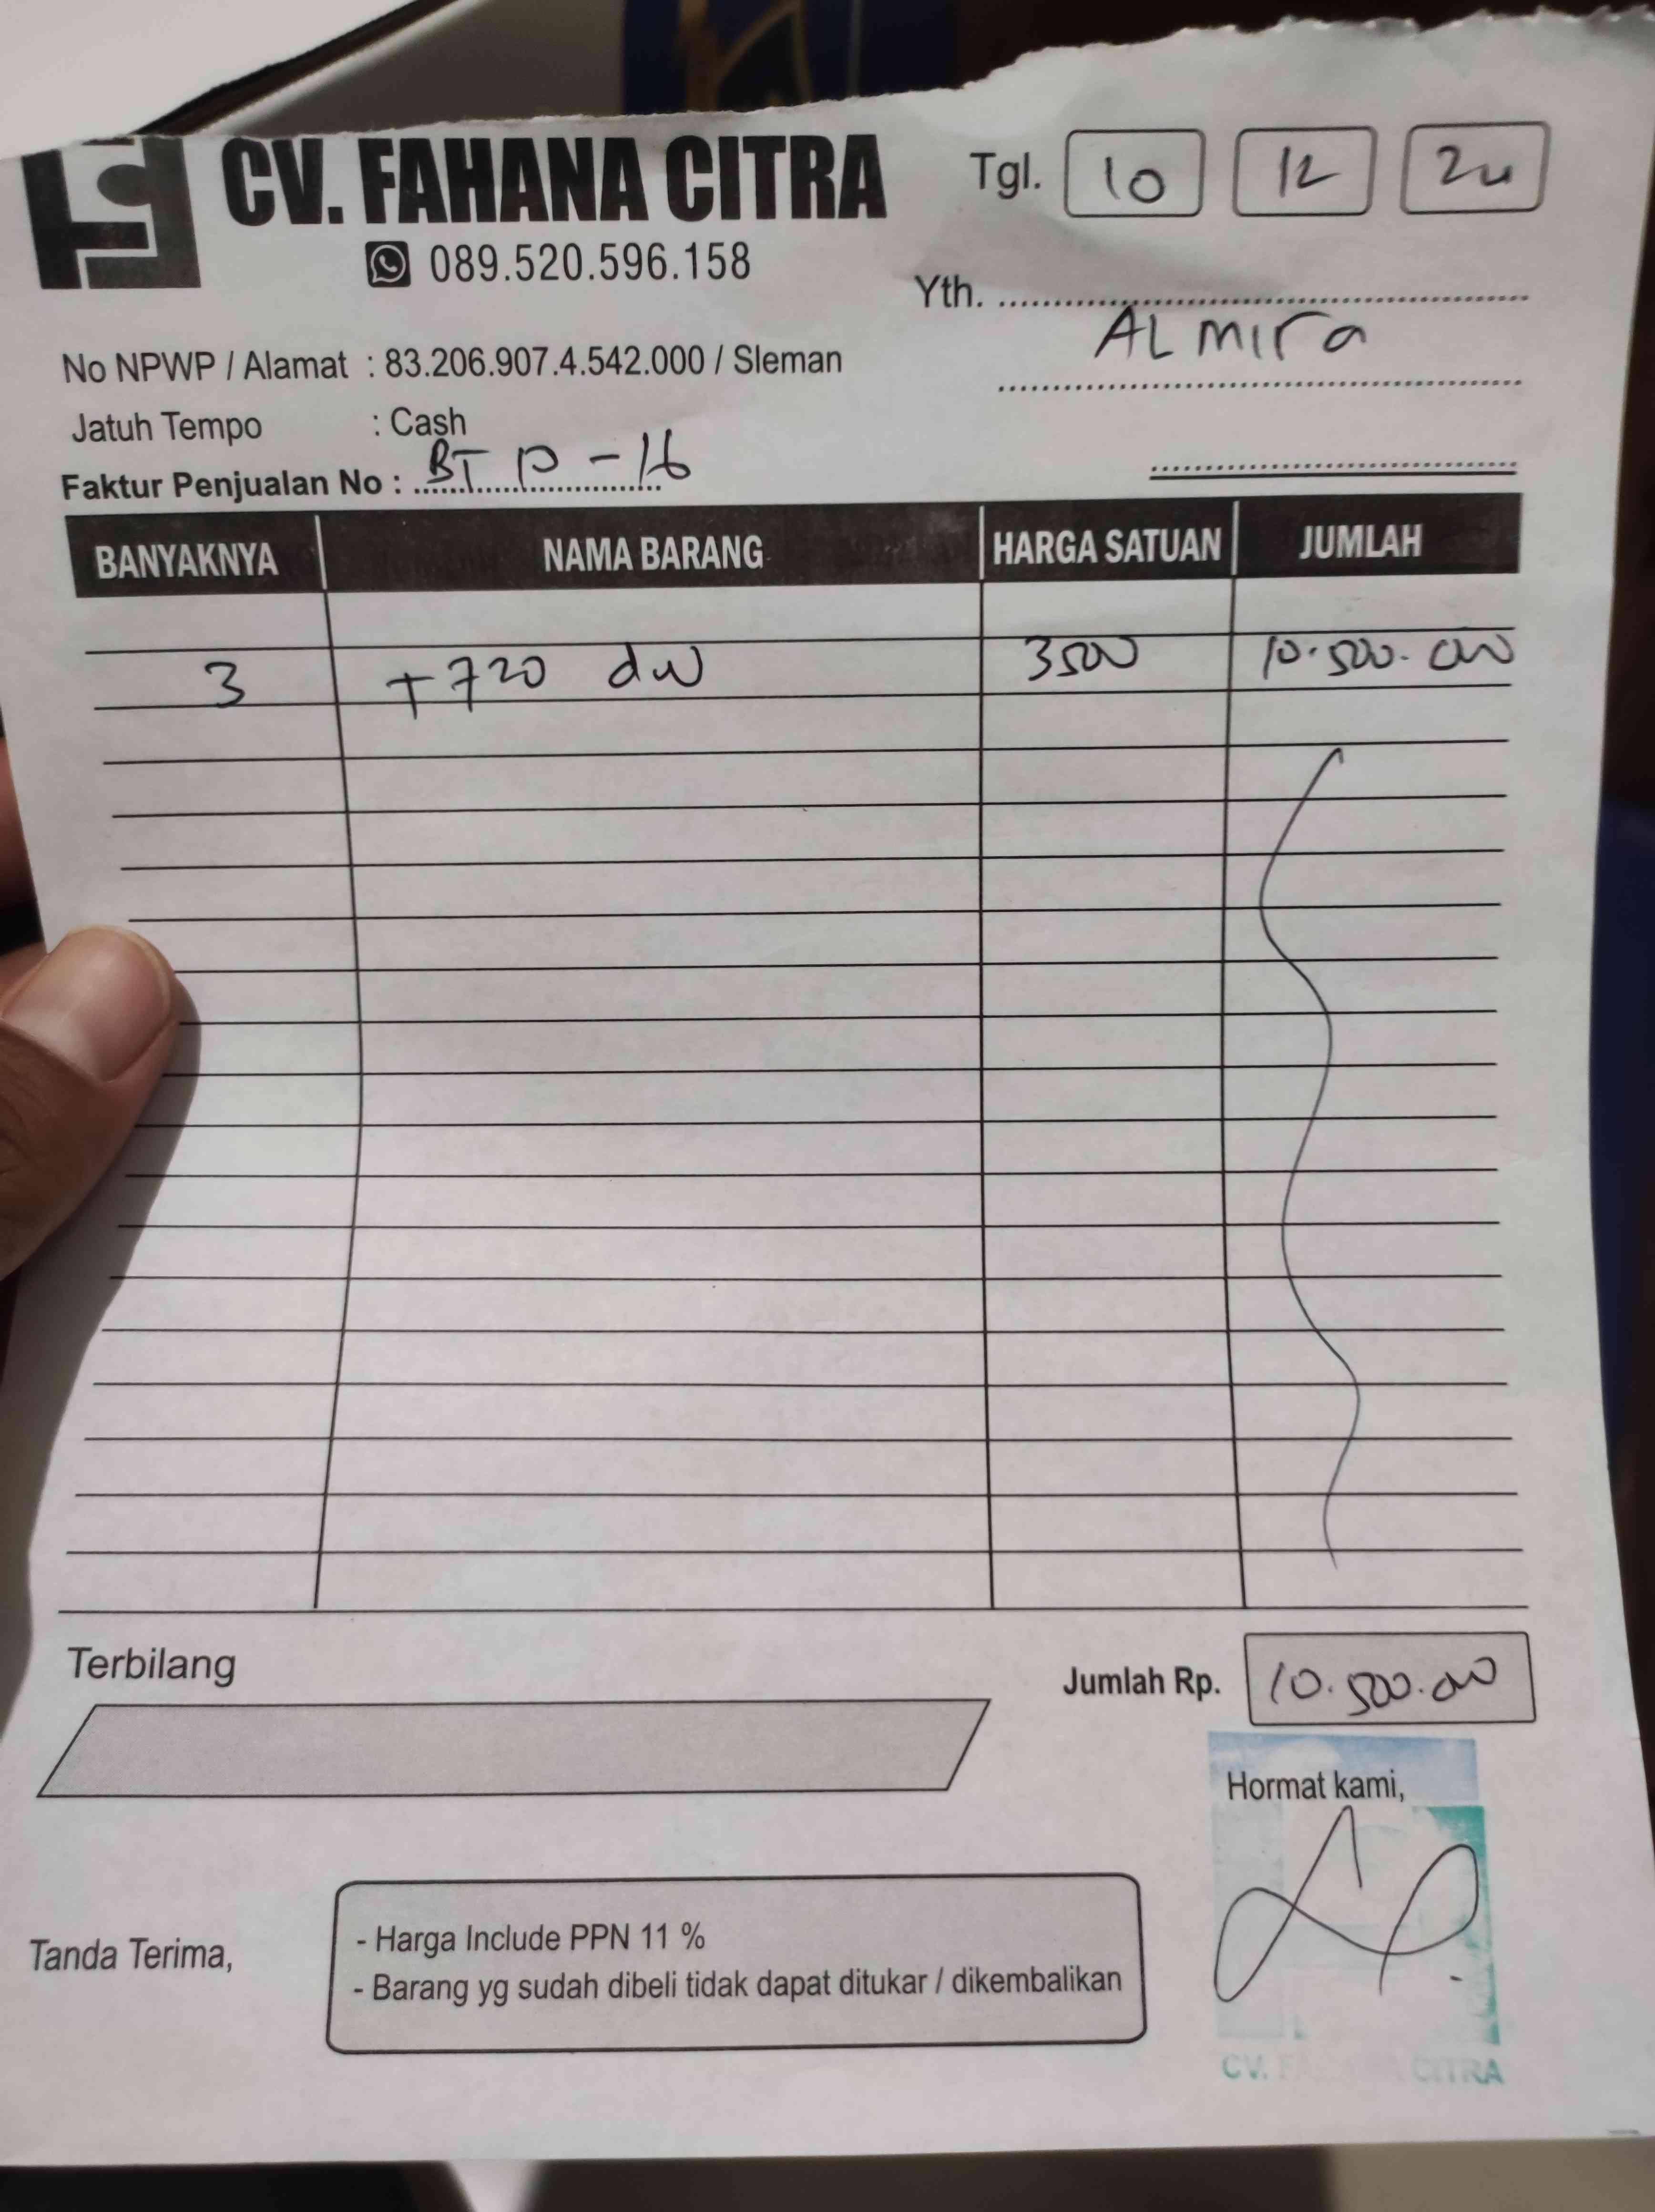 CV. FAHANA CITRA
089.520.596.158
Tgl. 10 12 24
Yth.
ALmira
No NPWP / Alamat : 83.206.907.4.542.000 / Sleman
Jatuh Tempo : Cash
Faktur Penjualan No : BT P-16
BANYAKNYA NAMA BARANG HARGA SATUAN JUMLAH
3 T720 dw 3500 10.500.000
Terbilang
Jumlah Rp. 10.500.000
Hormat kami,
Tanda Terima,
- Harga Include PPN 11 %
- Barang yg sudah dibeli tidak dapat ditukar / dikembalikan
CV. CITRA